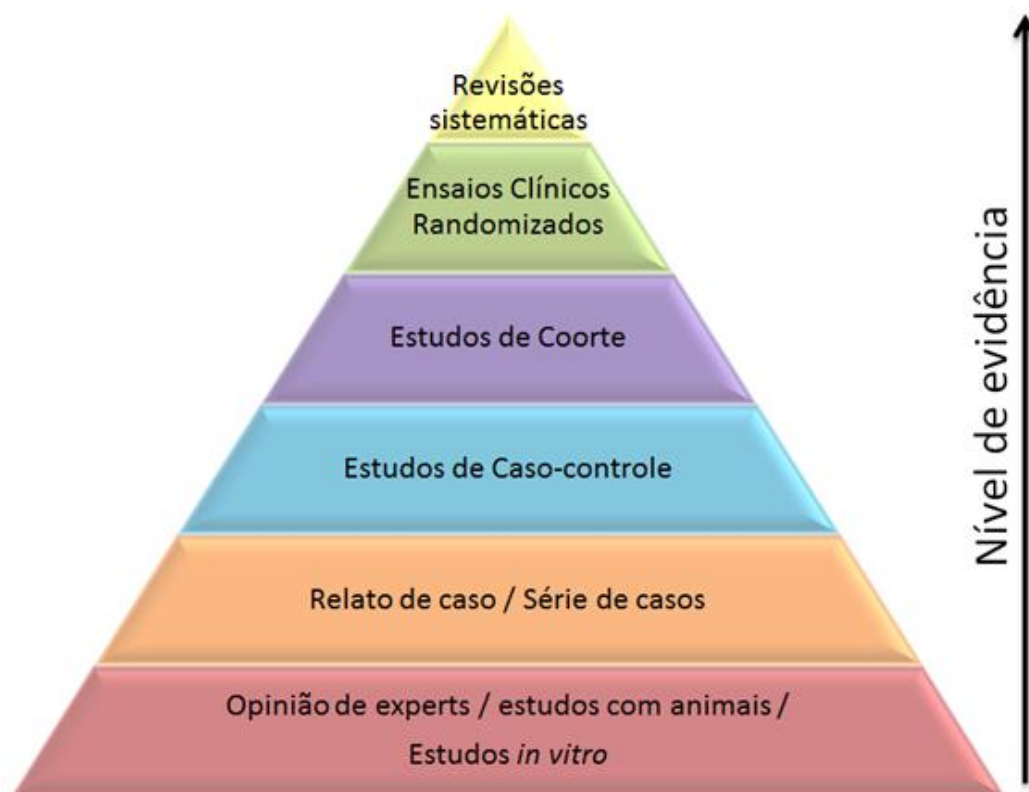 Revisões
sistemáticas
Ensaios Clínicos
Randomizados
Estudos de Coorte
Estudos de Caso-controle
Relato de caso / Série de casos
Opinião de experts / estudos com animais /
Estudos in vitro
Nível de evidência